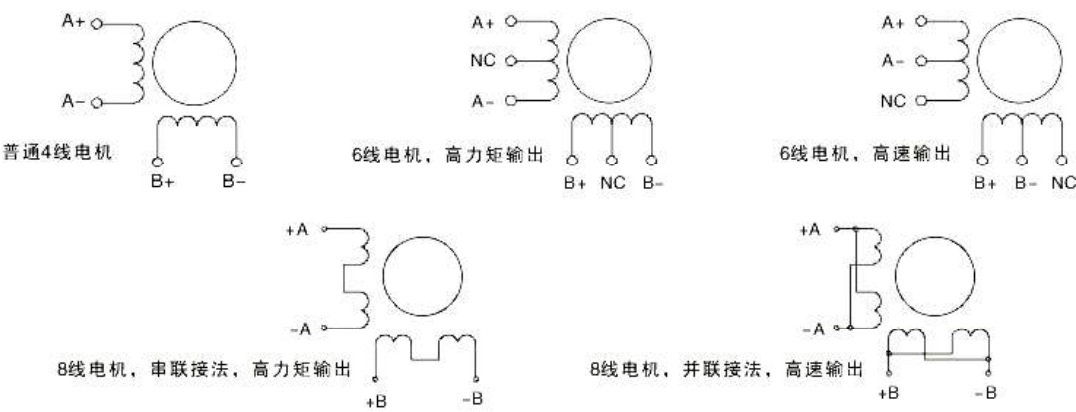 A+
A-
普通4线电机
B+ B-
A+
NC
A-
6线电机，高力矩输出
B+ NC B-
A+
A-
NC
6线电机，高速输出
B+ B- NC
+A
-A
8线电机，串联接法，高力矩输出
+B -B
+A
-A
8线电机，并联接法，高速输出
+B -B